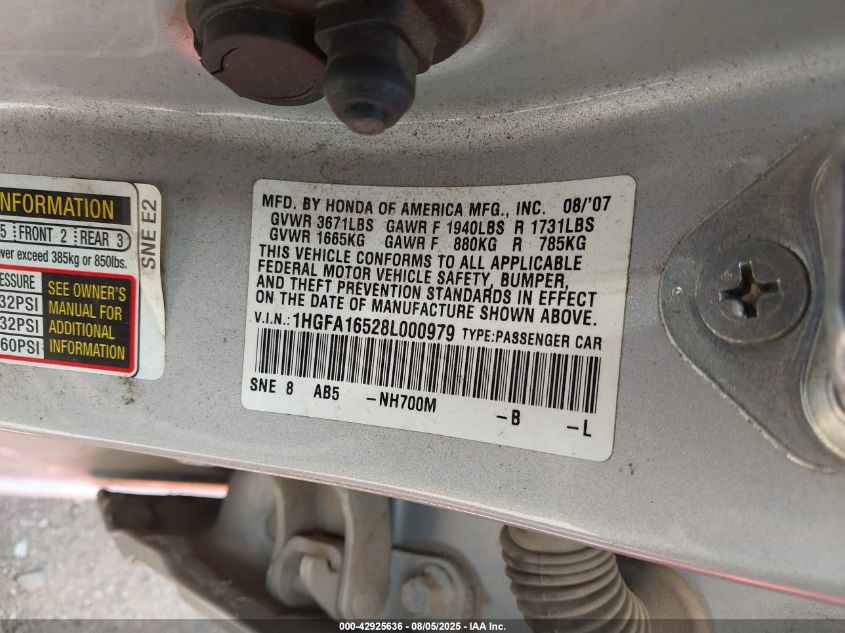 INFORMATION
5 FRONT 2 REAR 3
ever exceed 385kg or 850lbs.
ESSURE
32PSI
32PSI
60PSI
SEE OWNER'S
MANUAL FOR
ADDITIONAL
INFORMATION
SNE E2
MFD. BY HONDA OF AMERICA MFG., INC. 08/'07
GVWR 3671LBS GAWR F 1940LBS R 1731LBS
GVWR 1665KG GAWR F 880KG R 785KG
THIS VEHICLE CONFORMS TO ALL APPLICABLE
FEDERAL MOTOR VEHICLE SAFETY, BUMPER,
AND THEFT PREVENTION STANDARDS IN EFFECT
ON THE DATE OF MANUFACTURE SHOWN ABOVE.
V.I.N.: 1HGFA16528L000979 TYPE:PASSENGER CAR
SNE 8 AB5 -NH700M -B -L
000-42925636 - 08/05/2025 - IAA Inc.